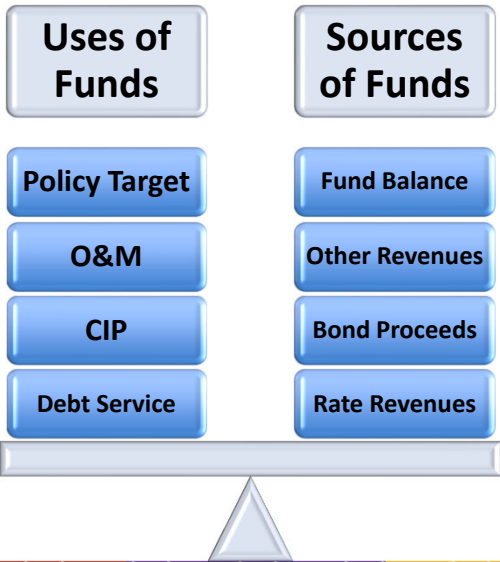 Uses of
Funds
Policy Target
O&M
CIP
Debt Service
Sources
of Funds
Fund Balance
Other Revenues
Bond Proceeds
Rate Revenues